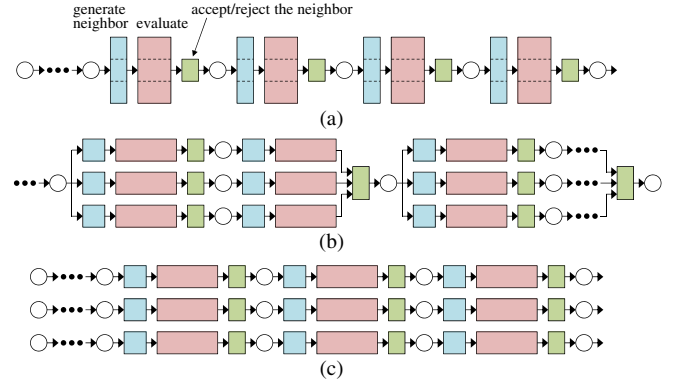 accept/reject the neighbor
generate
neighbor evaluate
(a)
(b)
(c)